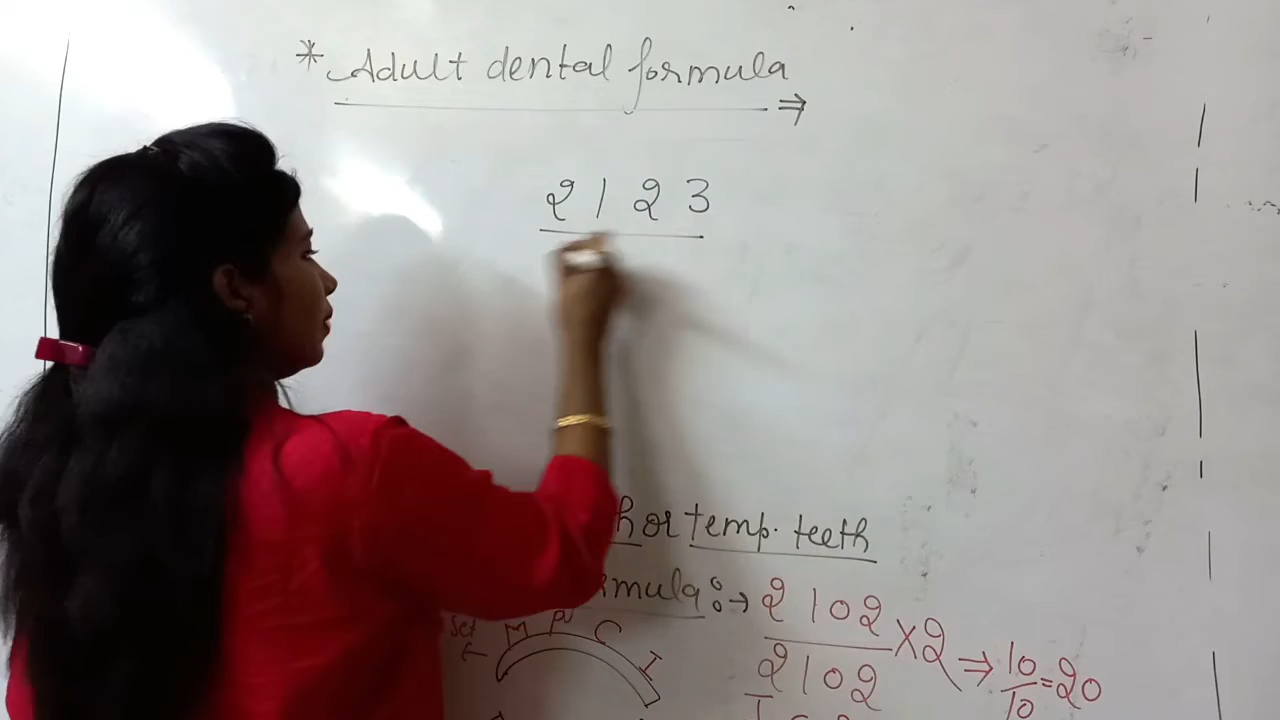 * Adult dental formula ⇒
2 1 2 3
or temp. teeth
:→ 2 1 0 2
2 1 0 2 × 2 ⇒ 10/10 = 20
M PM C I
I